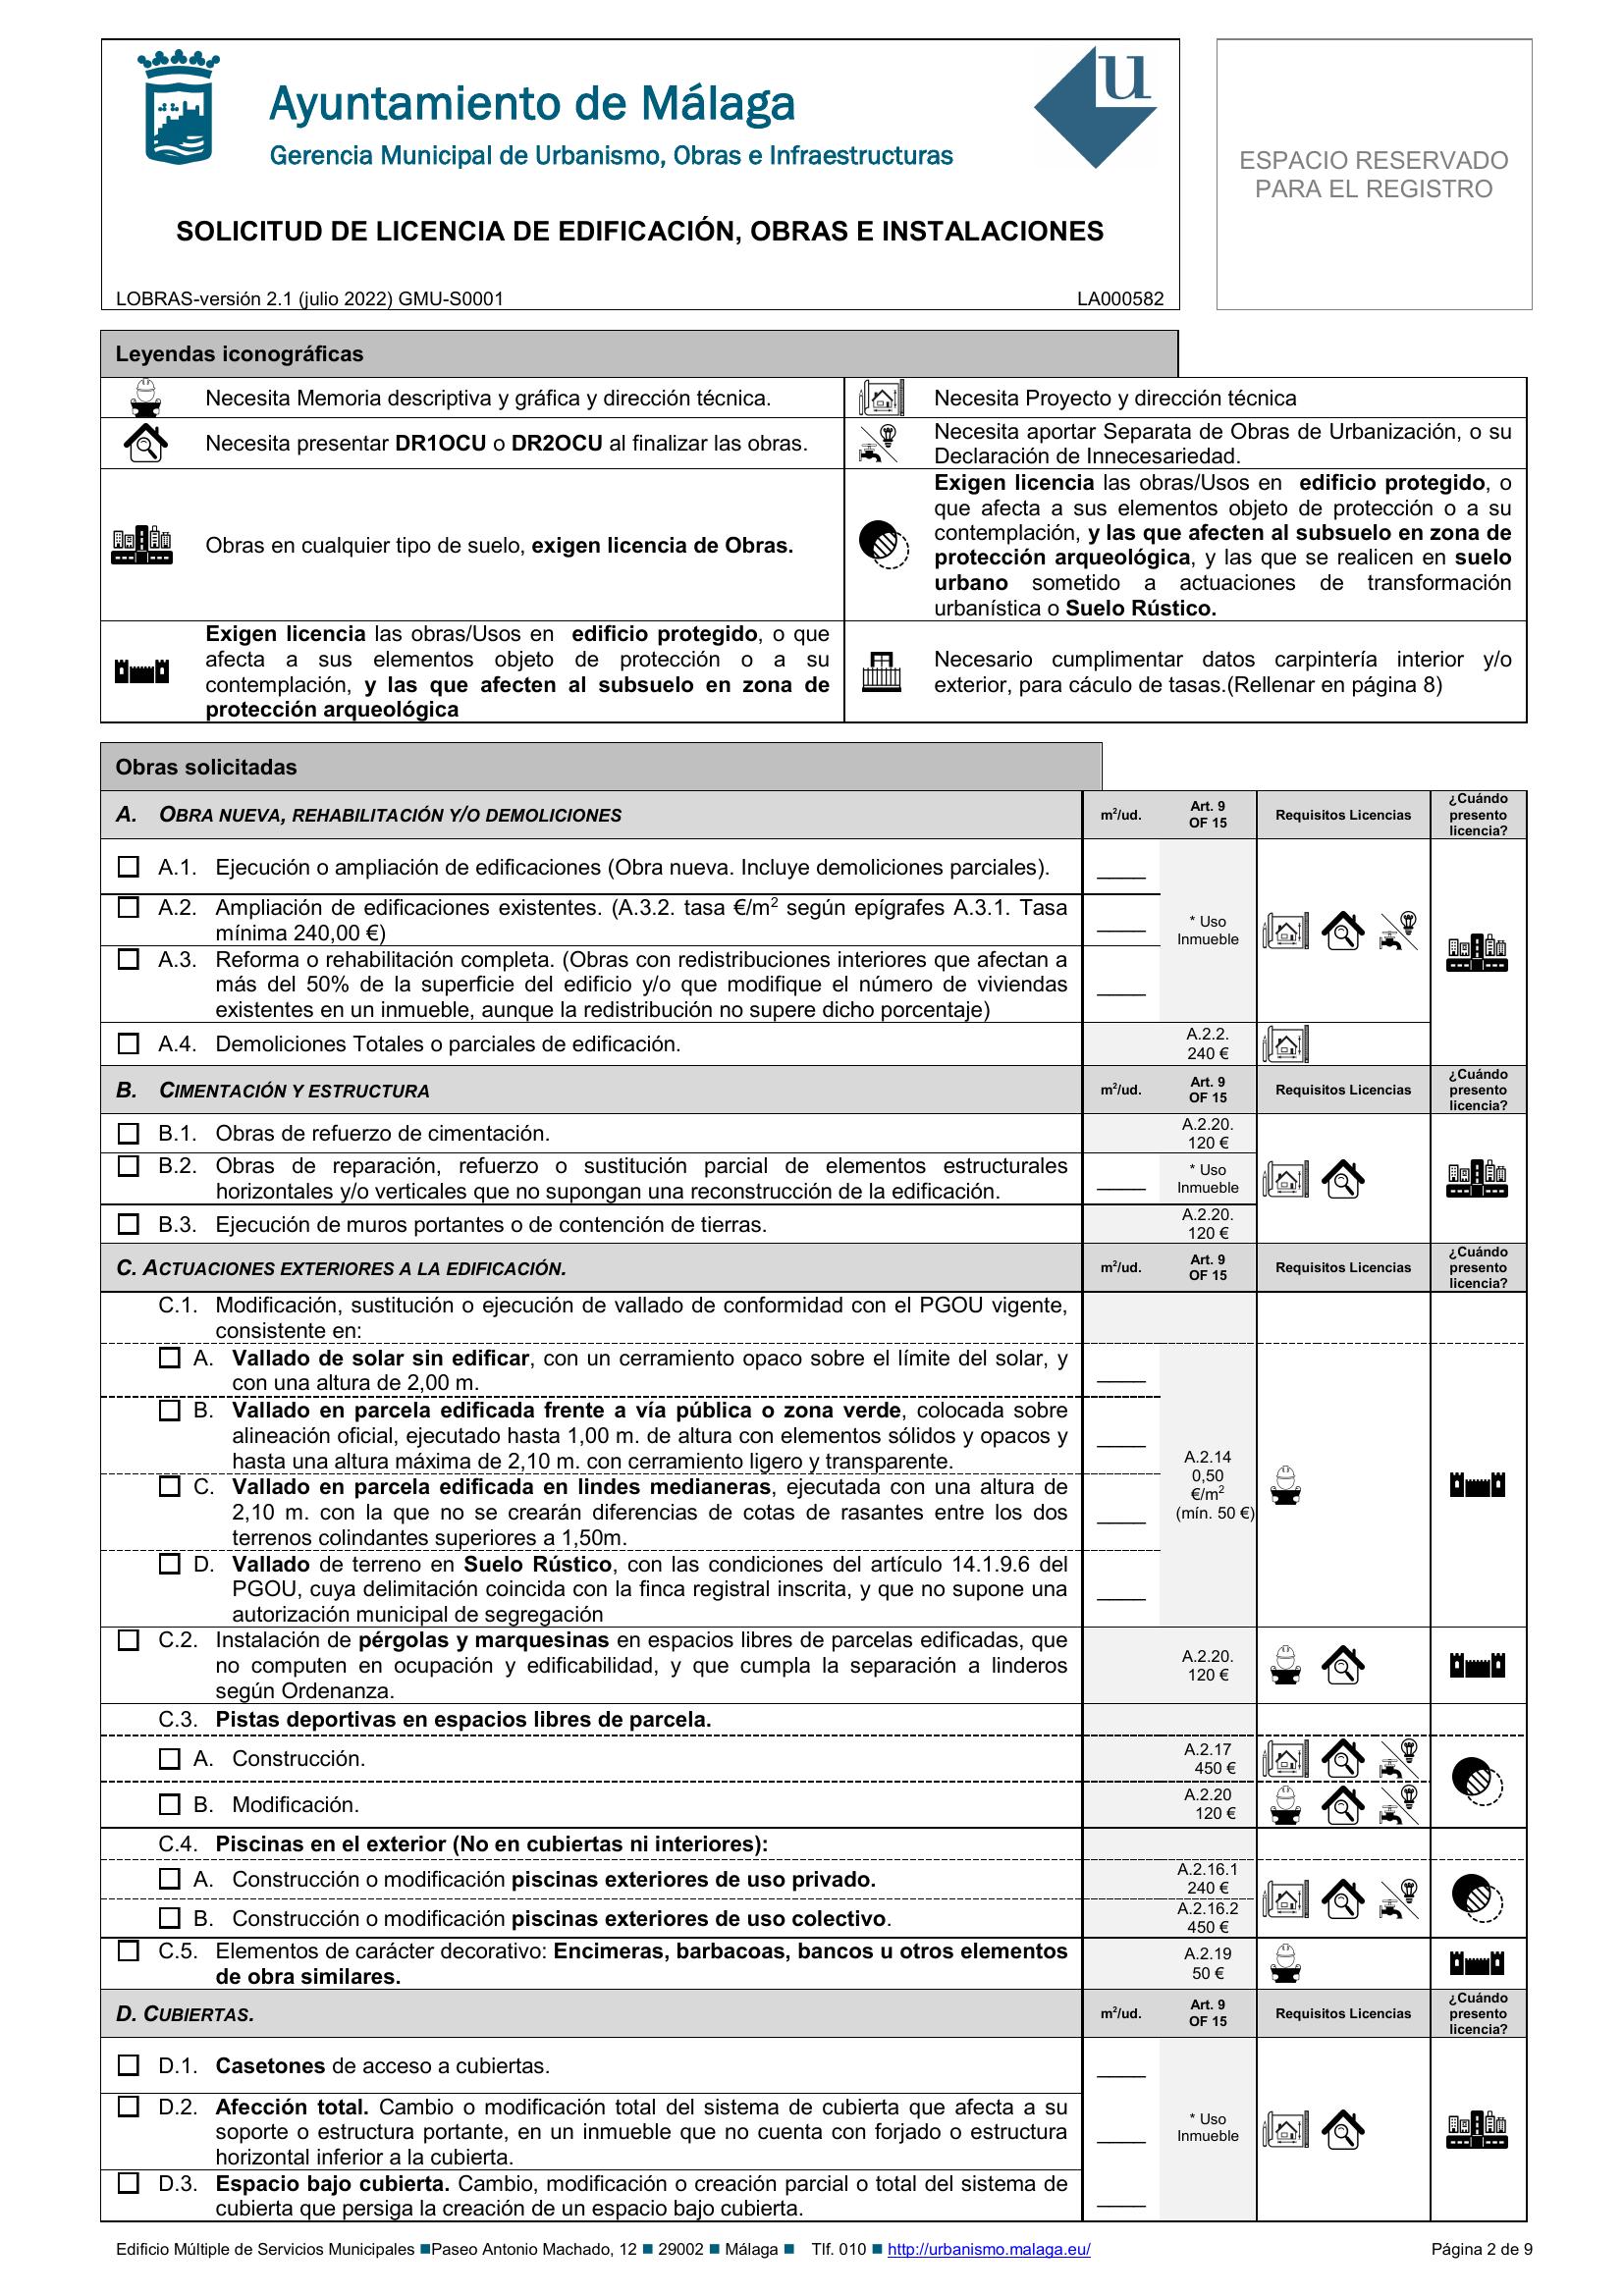 Ayuntamiento de Málaga
Gerencia Municipal de Urbanismo, Obras e Infraestructuras
u
SOLICITUD DE LICENCIA DE EDIFICACIÓN, OBRAS E INSTALACIONES
LOBRAS-versión 2.1 (julio 2022) GMU-S0001 LA000582
ESPACIO RESERVADO
PARA EL REGISTRO
Leyendas iconográficas
Necesita Memoria descriptiva y gráfica y dirección técnica.
Necesita Proyecto y dirección técnica
Necesita presentar DR1OCU o DR2OCU al finalizar las obras.
Necesita aportar Separata de Obras de Urbanización, o su
Declaración de Innecesariedad.
Obras en cualquier tipo de suelo, exigen licencia de Obras.
Exigen licencia las obras/Usos en edificio protegido, o
que afecta a sus elementos objeto de protección o a su
contemplación, y las que afecten al subsuelo en zona de
protección arqueológica, y las que se realicen en suelo
urbano sometido a actuaciones de transformación
urbanística o Suelo Rústico.
Exigen licencia las obras/Usos en edificio protegido, o que
afecta a sus elementos objeto de protección o a su
contemplación, y las que afecten al subsuelo en zona de
protección arqueológica
Necesario cumplimentar datos carpintería interior y/o
exterior, para cáculo de tasas.(Rellenar en página 8)
Obras solicitadas
A. OBRA NUEVA, REHABILITACIÓN Y/O DEMOLICIONES
m²/ud.
Art. 9
OF 15
Requisitos Licencias
¿Cuándo
presento
licencia?
A.1. Ejecución o ampliación de edificaciones (Obra nueva. Incluye demoliciones parciales). ____
A.2. Ampliación de edificaciones existentes. (A.3.2. tasa €/m² según epígrafes A.3.1. Tasa
mínima 240,00 €) ____
* Uso
Inmueble
A.3. Reforma o rehabilitación completa. (Obras con redistribuciones interiores que afectan a
más del 50% de la superficie del edificio y/o que modifique el número de viviendas
existentes en un inmueble, aunque la redistribución no supere dicho porcentaje) ____
A.4. Demoliciones Totales o parciales de edificación.
A.2.2.
240 €
B. CIMENTACIÓN Y ESTRUCTURA
m²/ud.
Art. 9
OF 15
Requisitos Licencias
¿Cuándo
presento
licencia?
B.1. Obras de refuerzo de cimentación.
A.2.20.
120 €
B.2. Obras de reparación, refuerzo o sustitución parcial de elementos estructurales
horizontales y/o verticales que no supongan una reconstrucción de la edificación. ____
* Uso
Inmueble
B.3. Ejecución de muros portantes o de contención de tierras.
A.2.20.
120 €
C. ACTUACIONES EXTERIORES A LA EDIFICACIÓN.
m²/ud.
Art. 9
OF 15
Requisitos Licencias
¿Cuándo
presento
licencia?
C.1. Modificación, sustitución o ejecución de vallado de conformidad con el PGOU vigente,
consistente en:
A. Vallado de solar sin edificar, con un cerramiento opaco sobre el límite del solar, y
con una altura de 2,00 m. ____
B. Vallado en parcela edificada frente a vía pública o zona verde, colocada sobre
alineación oficial, ejecutado hasta 1,00 m. de altura con elementos sólidos y opacos y
hasta una altura máxima de 2,10 m. con cerramiento ligero y transparente. ____
C. Vallado en parcela edificada en lindes medianeras, ejecutada con una altura de
2,10 m. con la que no se crearán diferencias de cotas de rasantes entre los dos
terrenos colindantes superiores a 1,50m. ____
A.2.14
0,50
€/m²
(mín. 50 €)
D. Vallado de terreno en Suelo Rústico, con las condiciones del artículo 14.1.9.6 del
PGOU, cuya delimitación coincida con la finca registral inscrita, y que no supone una
autorización municipal de segregación ____
C.2. Instalación de pérgolas y marquesinas en espacios libres de parcelas edificadas, que
no computen en ocupación y edificabilidad, y que cumpla la separación a linderos
según Ordenanza.
A.2.20.
120 €
C.3. Pistas deportivas en espacios libres de parcela.
A. Construcción.
A.2.17
450 €
B. Modificación.
A.2.20
120 €
C.4. Piscinas en el exterior (No en cubiertas ni interiores):
A. Construcción o modificación piscinas exteriores de uso privado.
A.2.16.1
240 €
B. Construcción o modificación piscinas exteriores de uso colectivo.
A.2.16.2
450 €
C.5. Elementos de carácter decorativo: Encimeras, barbacoas, bancos u otros elementos
de obra similares.
A.2.19
50 €
D. CUBIERTAS.
m²/ud.
Art. 9
OF 15
Requisitos Licencias
¿Cuándo
presento
licencia?
D.1. Casetones de acceso a cubiertas. ____
D.2. Afección total. Cambio o modificación total del sistema de cubierta que afecta a su
soporte o estructura portante, en un inmueble que no cuenta con forjado o estructura
horizontal inferior a la cubierta. ____
* Uso
Inmueble
D.3. Espacio bajo cubierta. Cambio, modificación o creación parcial o total del sistema de
cubierta que persiga la creación de un espacio bajo cubierta. ____
Edificio Múltiple de Servicios Municipales ■Paseo Antonio Machado, 12 ■ 29002 ■ Málaga ■ Tlf. 010 ■ http://urbanismo.malaga.eu/ Página 2 de 9